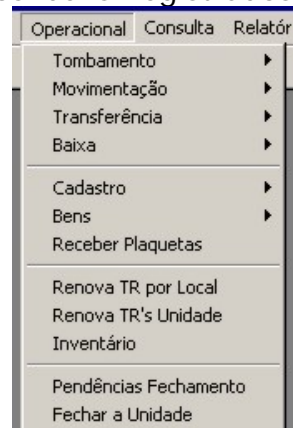 Operacional Consulta Relatór
Tombamento
Movimentação
Transferência
Baixa
Cadastro
Bens
Receber Plaquetas
Renova TR por Local
Renova TR's Unidade
Inventário
Pendências Fechamento
Fechar a Unidade